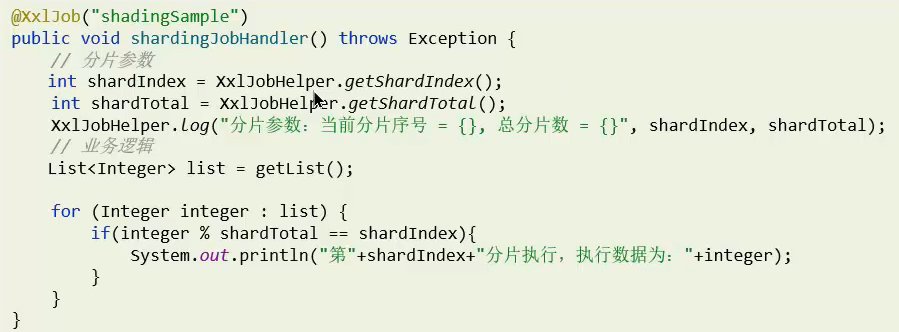 @XxlJob("shadingSample")
public void shardingJobHandler() throws Exception {
// 分片参数
int shardIndex = XxlJobHelper.getShardIndex();
int shardTotal = XxlJobHelper.getShardTotal();
XxlJobHelper.log("分片参数：当前分片序号 = {}, 总分片数 = {}", shardIndex, shardTotal);
// 业务逻辑
List<Integer> list = getList();
for (Integer integer : list) {
if(integer % shardTotal == shardIndex){
System.out.println("第"+shardIndex+"分片执行，执行数据为："+integer);
}
}
}